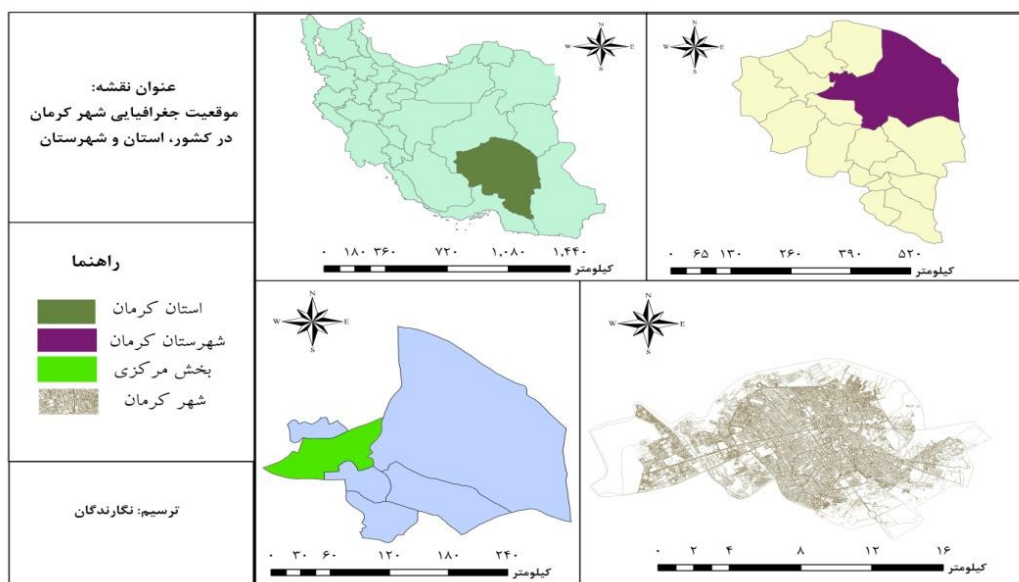 عنوان نقشه:
موقعیت جغرافیایی شهر کرمان
در کشور، استان و شهرستان
راهنما
استان کرمان
شهرستان کرمان
بخش مرکزی
شهر کرمان
ترسیم: نگارندگان
N
W E
S
۰ ۱۸۰ ۳۶۰ ۷۲۰ ۱,۰۸۰ ۱,۴۴۰
کیلومتر
N
W E
S
۰ ۶۵ ۱۳۰ ۲۶۰ ۳۹۰ ۵۲۰
کیلومتر
N
W E
S
۰ ۳۰ ۶۰ ۱۲۰ ۱۸۰ ۲۴۰
کیلومتر
N
W E
S
۰ ۲ ۴ ۸ ۱۲ ۱۶
کیلومتر